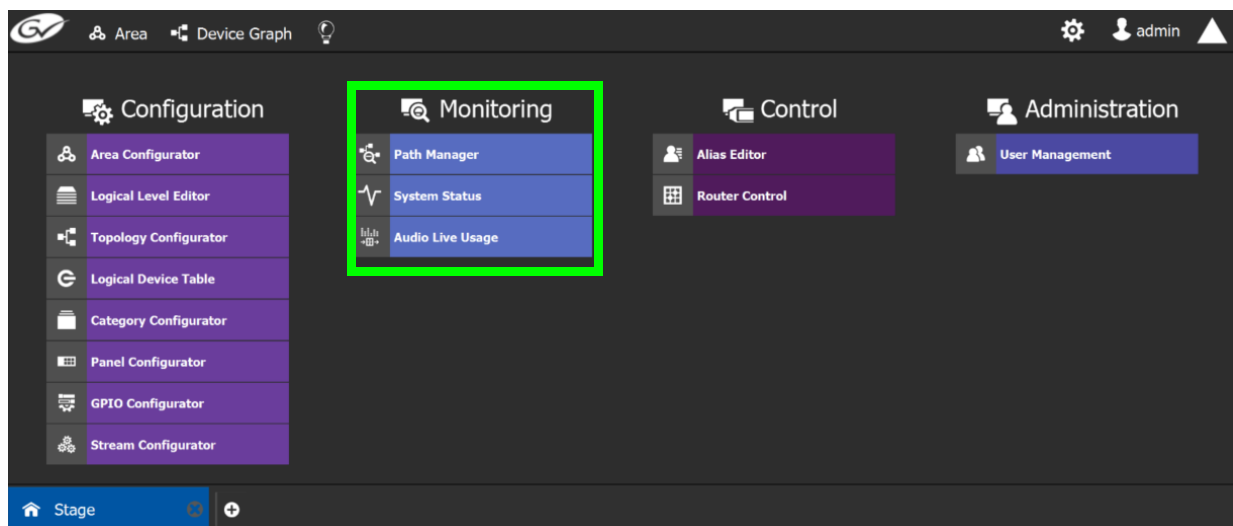 GV Area Device Graph admin
Configuration
Area Configurator
Logical Level Editor
Topology Configurator
Logical Device Table
Category Configurator
Panel Configurator
GPIO Configurator
Stream Configurator
Monitoring
Path Manager
System Status
Audio Live Usage
Control
Alias Editor
Router Control
Administration
User Management
Stage